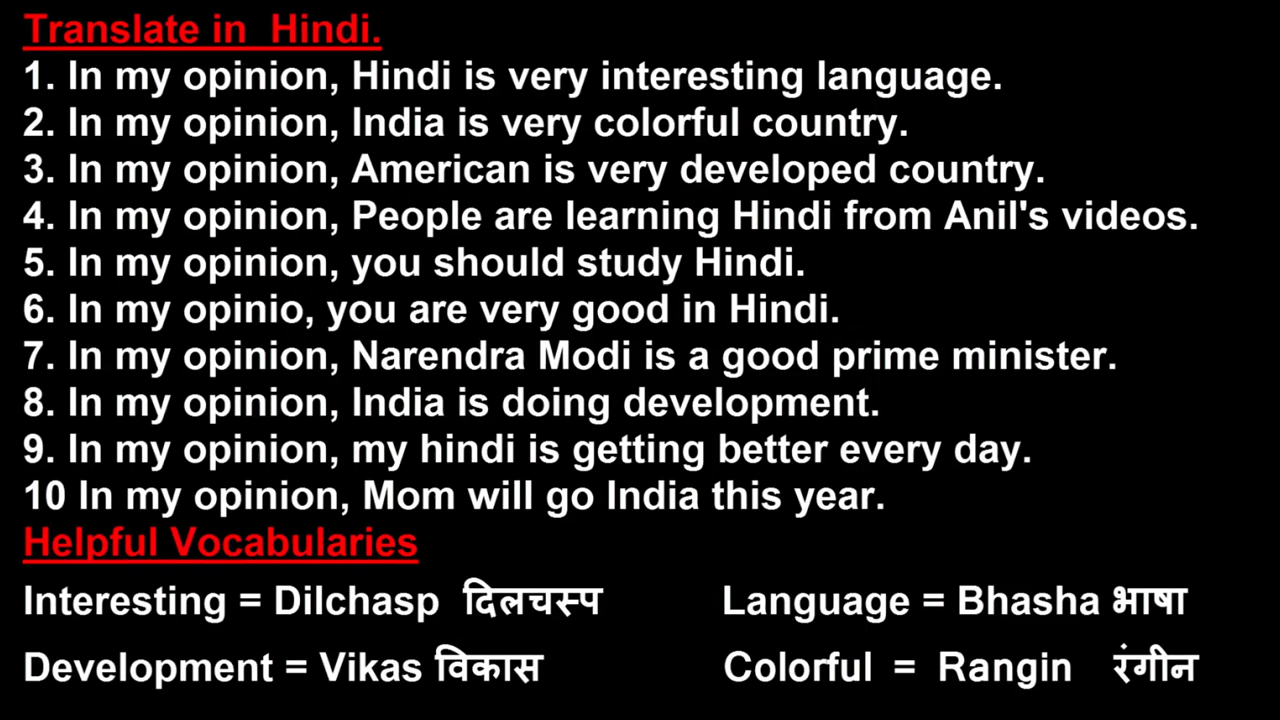 Translate in Hindi.
1. In my opinion, Hindi is very interesting language.
2. In my opinion, India is very colorful country.
3. In my opinion, American is very developed country.
4. In my opinion, People are learning Hindi from Anil's videos.
5. In my opinion, you should study Hindi.
6. In my opinio, you are very good in Hindi.
7. In my opinion, Narendra Modi is a good prime minister.
8. In my opinion, India is doing development.
9. In my opinion, my hindi is getting better every day.
10 In my opinion, Mom will go India this year.
Helpful Vocabularies
Interesting = Dilchasp दिलचस्प Language = Bhasha भाषा
Development = Vikas विकास Colorful = Rangin रंगीन